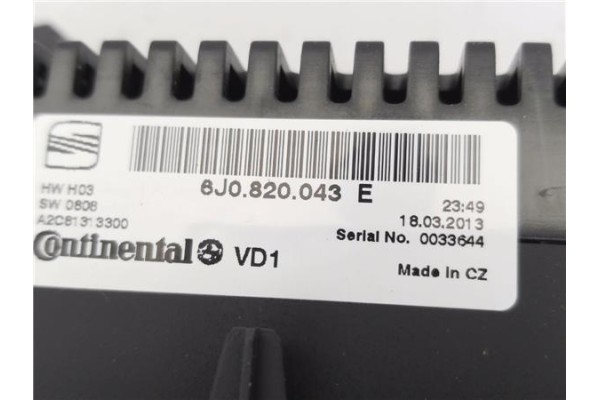 6J0.820.043 E
HW H03
SW 0806
A2C81313300
23:49
18.03.2013
Serial No. 0033644
Continental VD1
Made in CZ